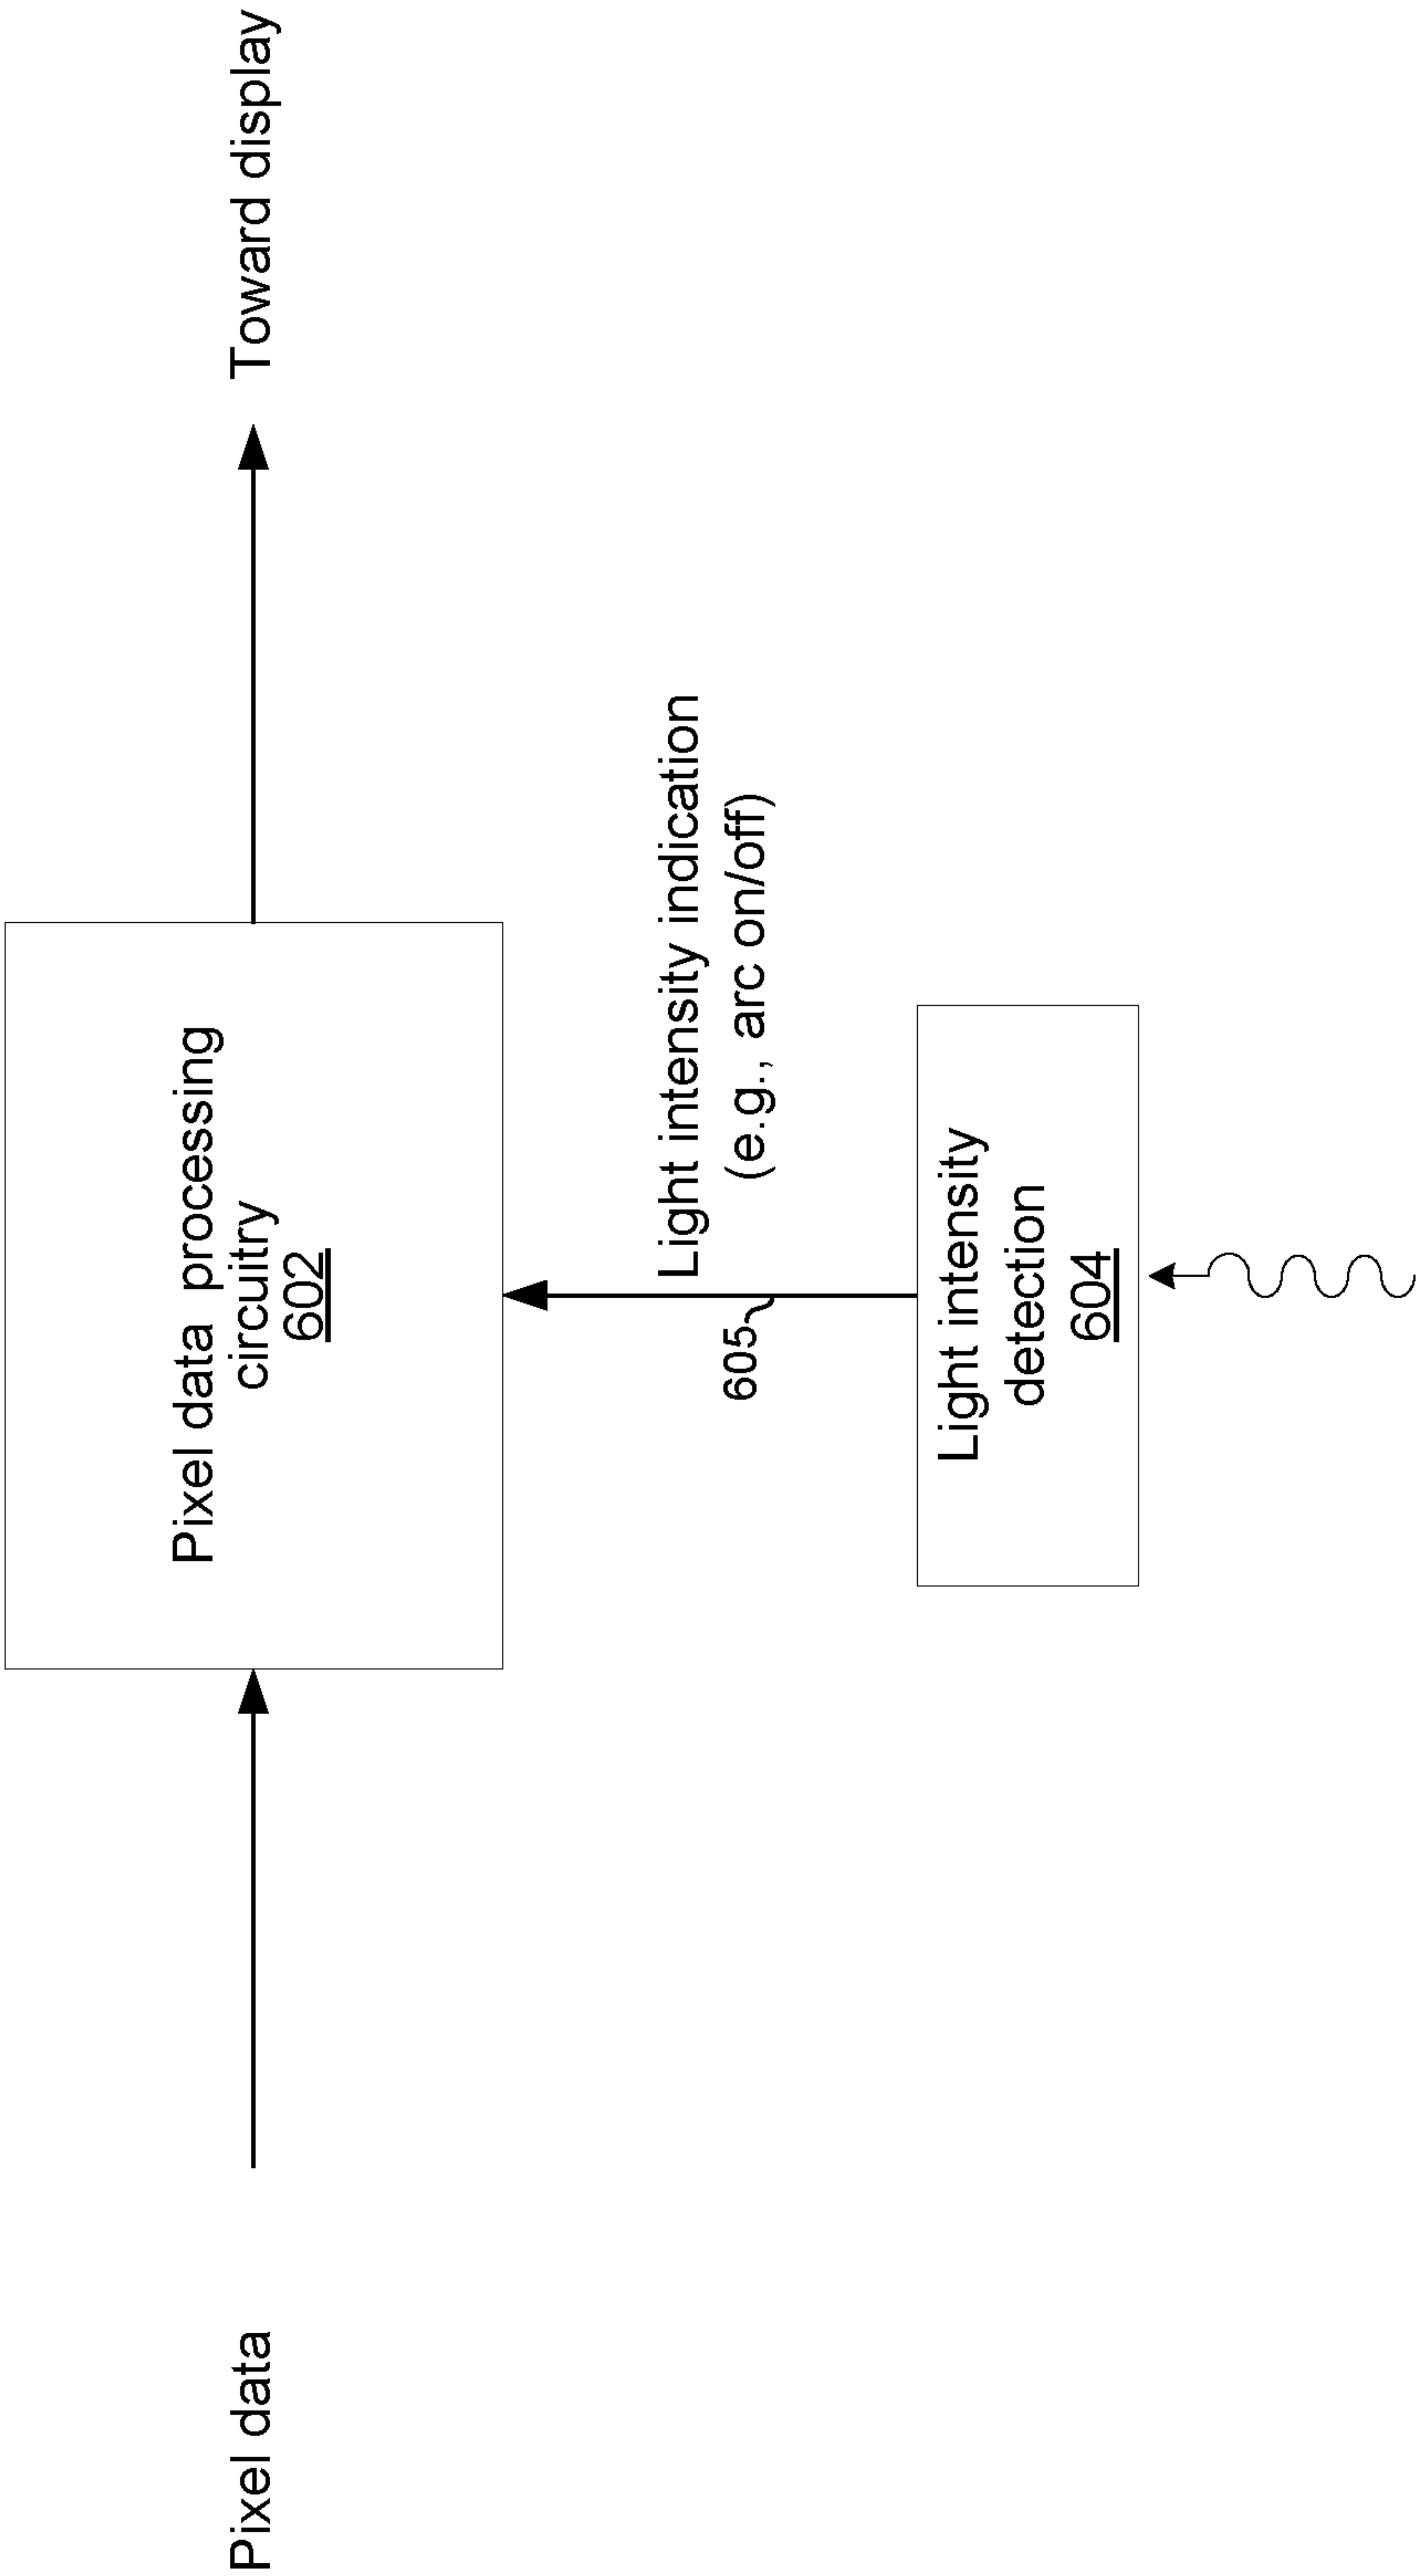 Pixel data
Pixel data processing
circuitry
602
Toward display
Light intensity indication
(e.g., arc on/off)
605
Light intensity
detection
604